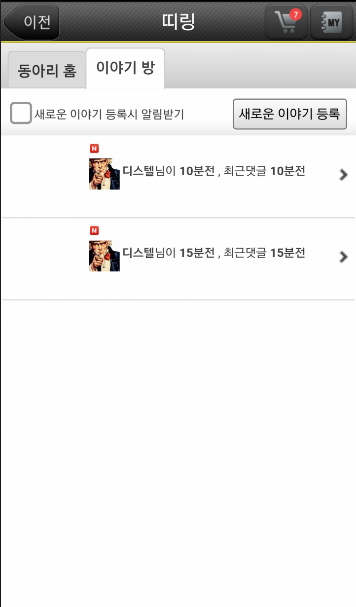 이전 띠링 7 MY
동아리 홈 이야기 방
새로운 이야기 등록시 알림받기 새로운 이야기 등록
N
디스텔님이 10분전 , 최근댓글 10분전
N
디스텔님이 15분전 , 최근댓글 15분전